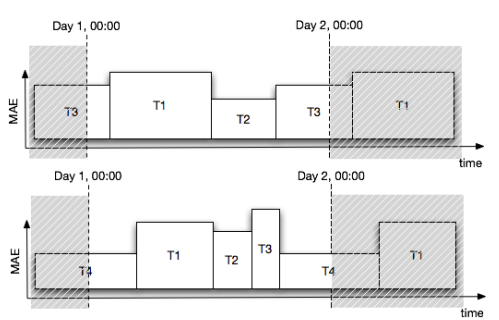 Day 1, 00:00 Day 2, 00:00
MAE
T3 T1 T2 T3 T1
time
Day 1, 00:00 Day 2, 00:00
MAE
T4 T1 T2 T3 T4 T1
time